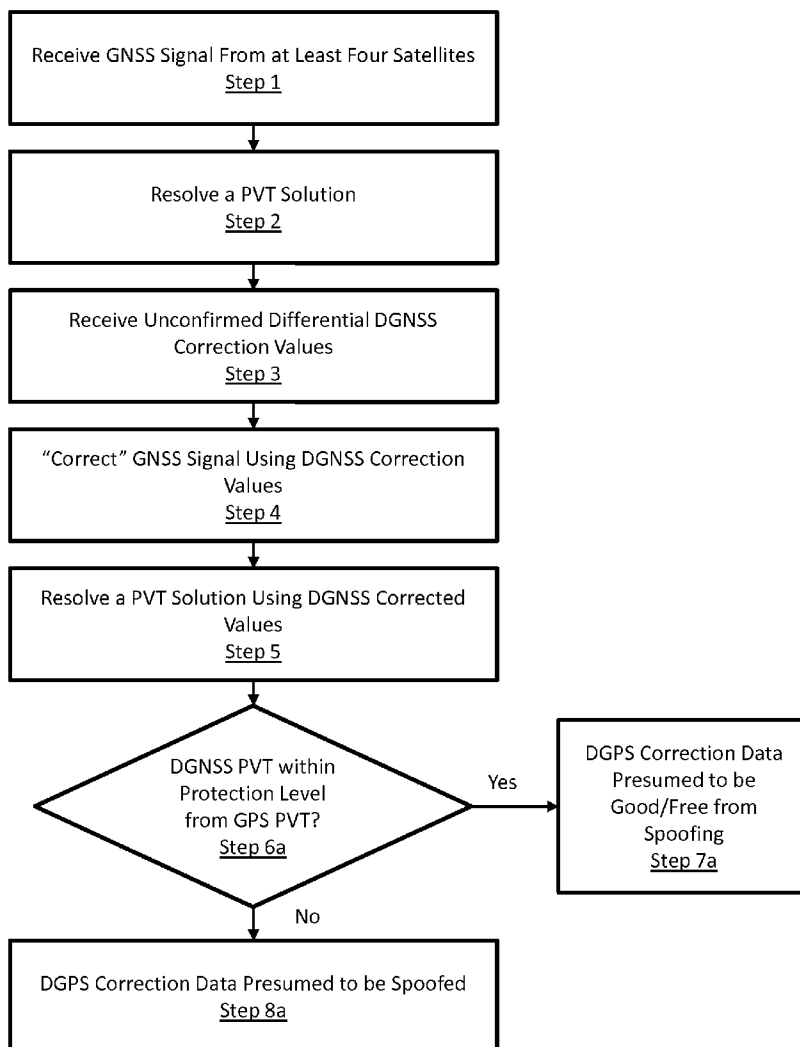 Receive GNSS Signal From at Least Four Satellites
Step 1
Resolve a PVT Solution
Step 2
Receive Unconfirmed Differential DGNSS
Correction Values
Step 3
“Correct” GNSS Signal Using DGNSS Correction
Values
Step 4
Resolve a PVT Solution Using DGNSS Corrected
Values
Step 5
DGNSS PVT within
Protection Level
from GPS PVT?
Step 6a
Yes
DGPS Correction Data
Presumed to be
Good/Free from
Spoofing
Step 7a
No
DGPS Correction Data Presumed to be Spoofed
Step 8a